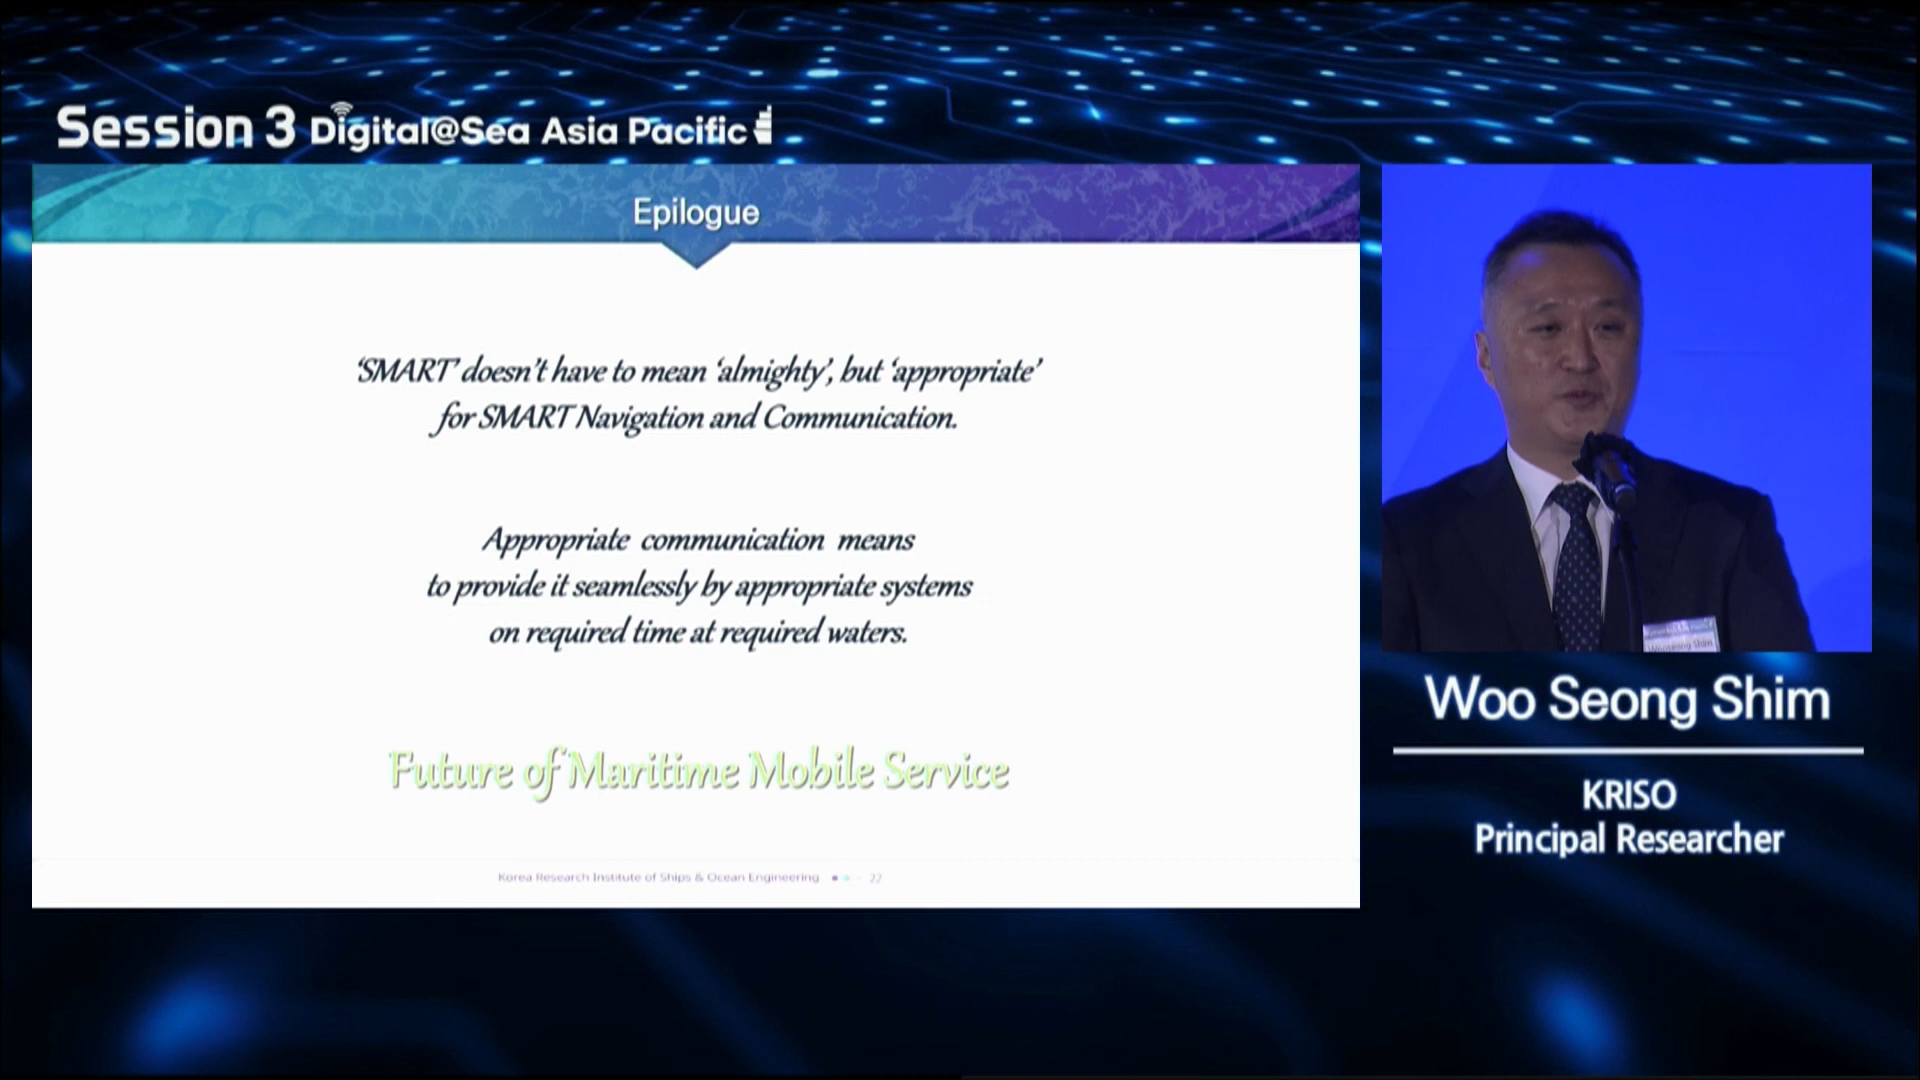 Session 3 Digital@Sea Asia Pacific
Epilogue
‘SMART’ doesn’t have to mean ‘almighty’, but ‘appropriate’
for SMART Navigation and Communication.
Appropriate communication means
to provide it seamlessly by appropriate systems
on required time at required waters.
Future of Maritime Mobile Service
Korea Research Institute of Ships & Ocean Engineering 22
Woo Seong Shim
KRISO
Principal Researcher